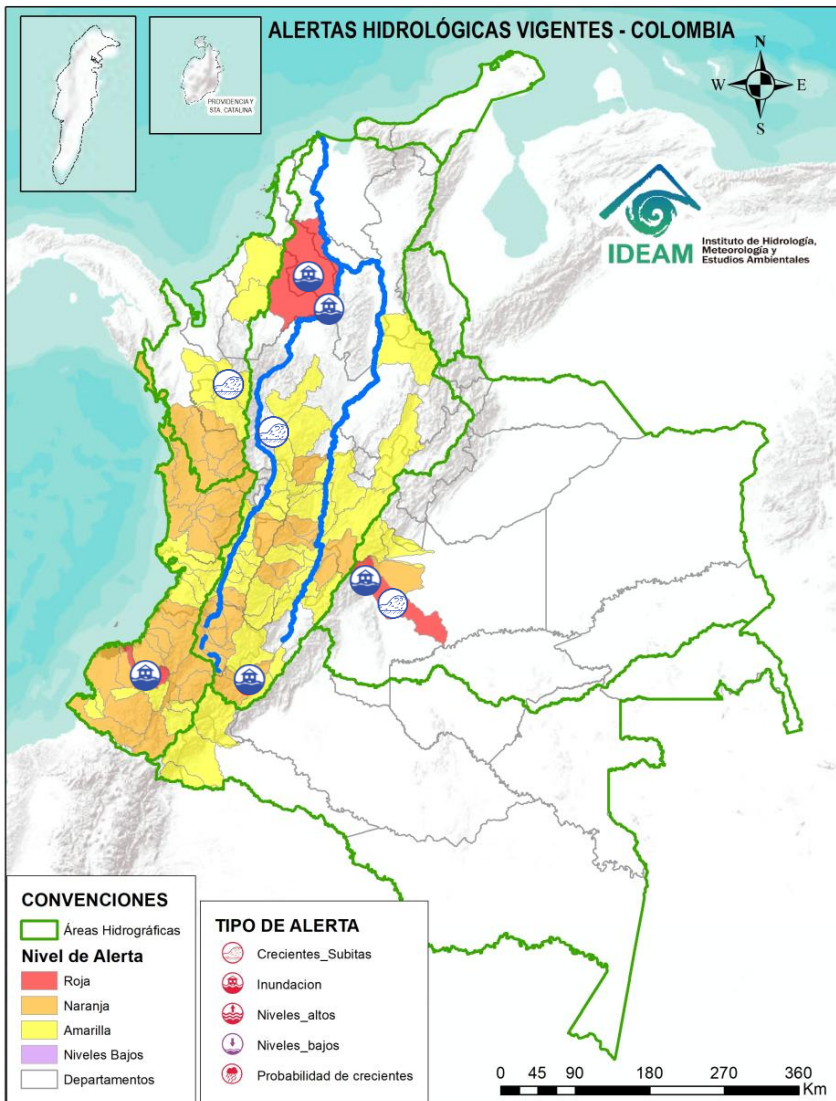 ALERTAS HIDROLÓGICAS VIGENTES - COLOMBIA
PROVIDENCIA Y
STA. CATALINA
N
W
E
S
IDEAM
Instituto de Hidrología,
Meteorología y
Estudios Ambientales
CONVENCIONES
Áreas Hidrográficas
Nivel de Alerta
Roja
Naranja
Amarilla
Niveles Bajos
Departamentos
TIPO DE ALERTA
Crecientes_Subitas
Inundacion
Niveles_altos
Niveles_bajos
Probabilidad de crecientes
0 45 90 180 270 360
Km